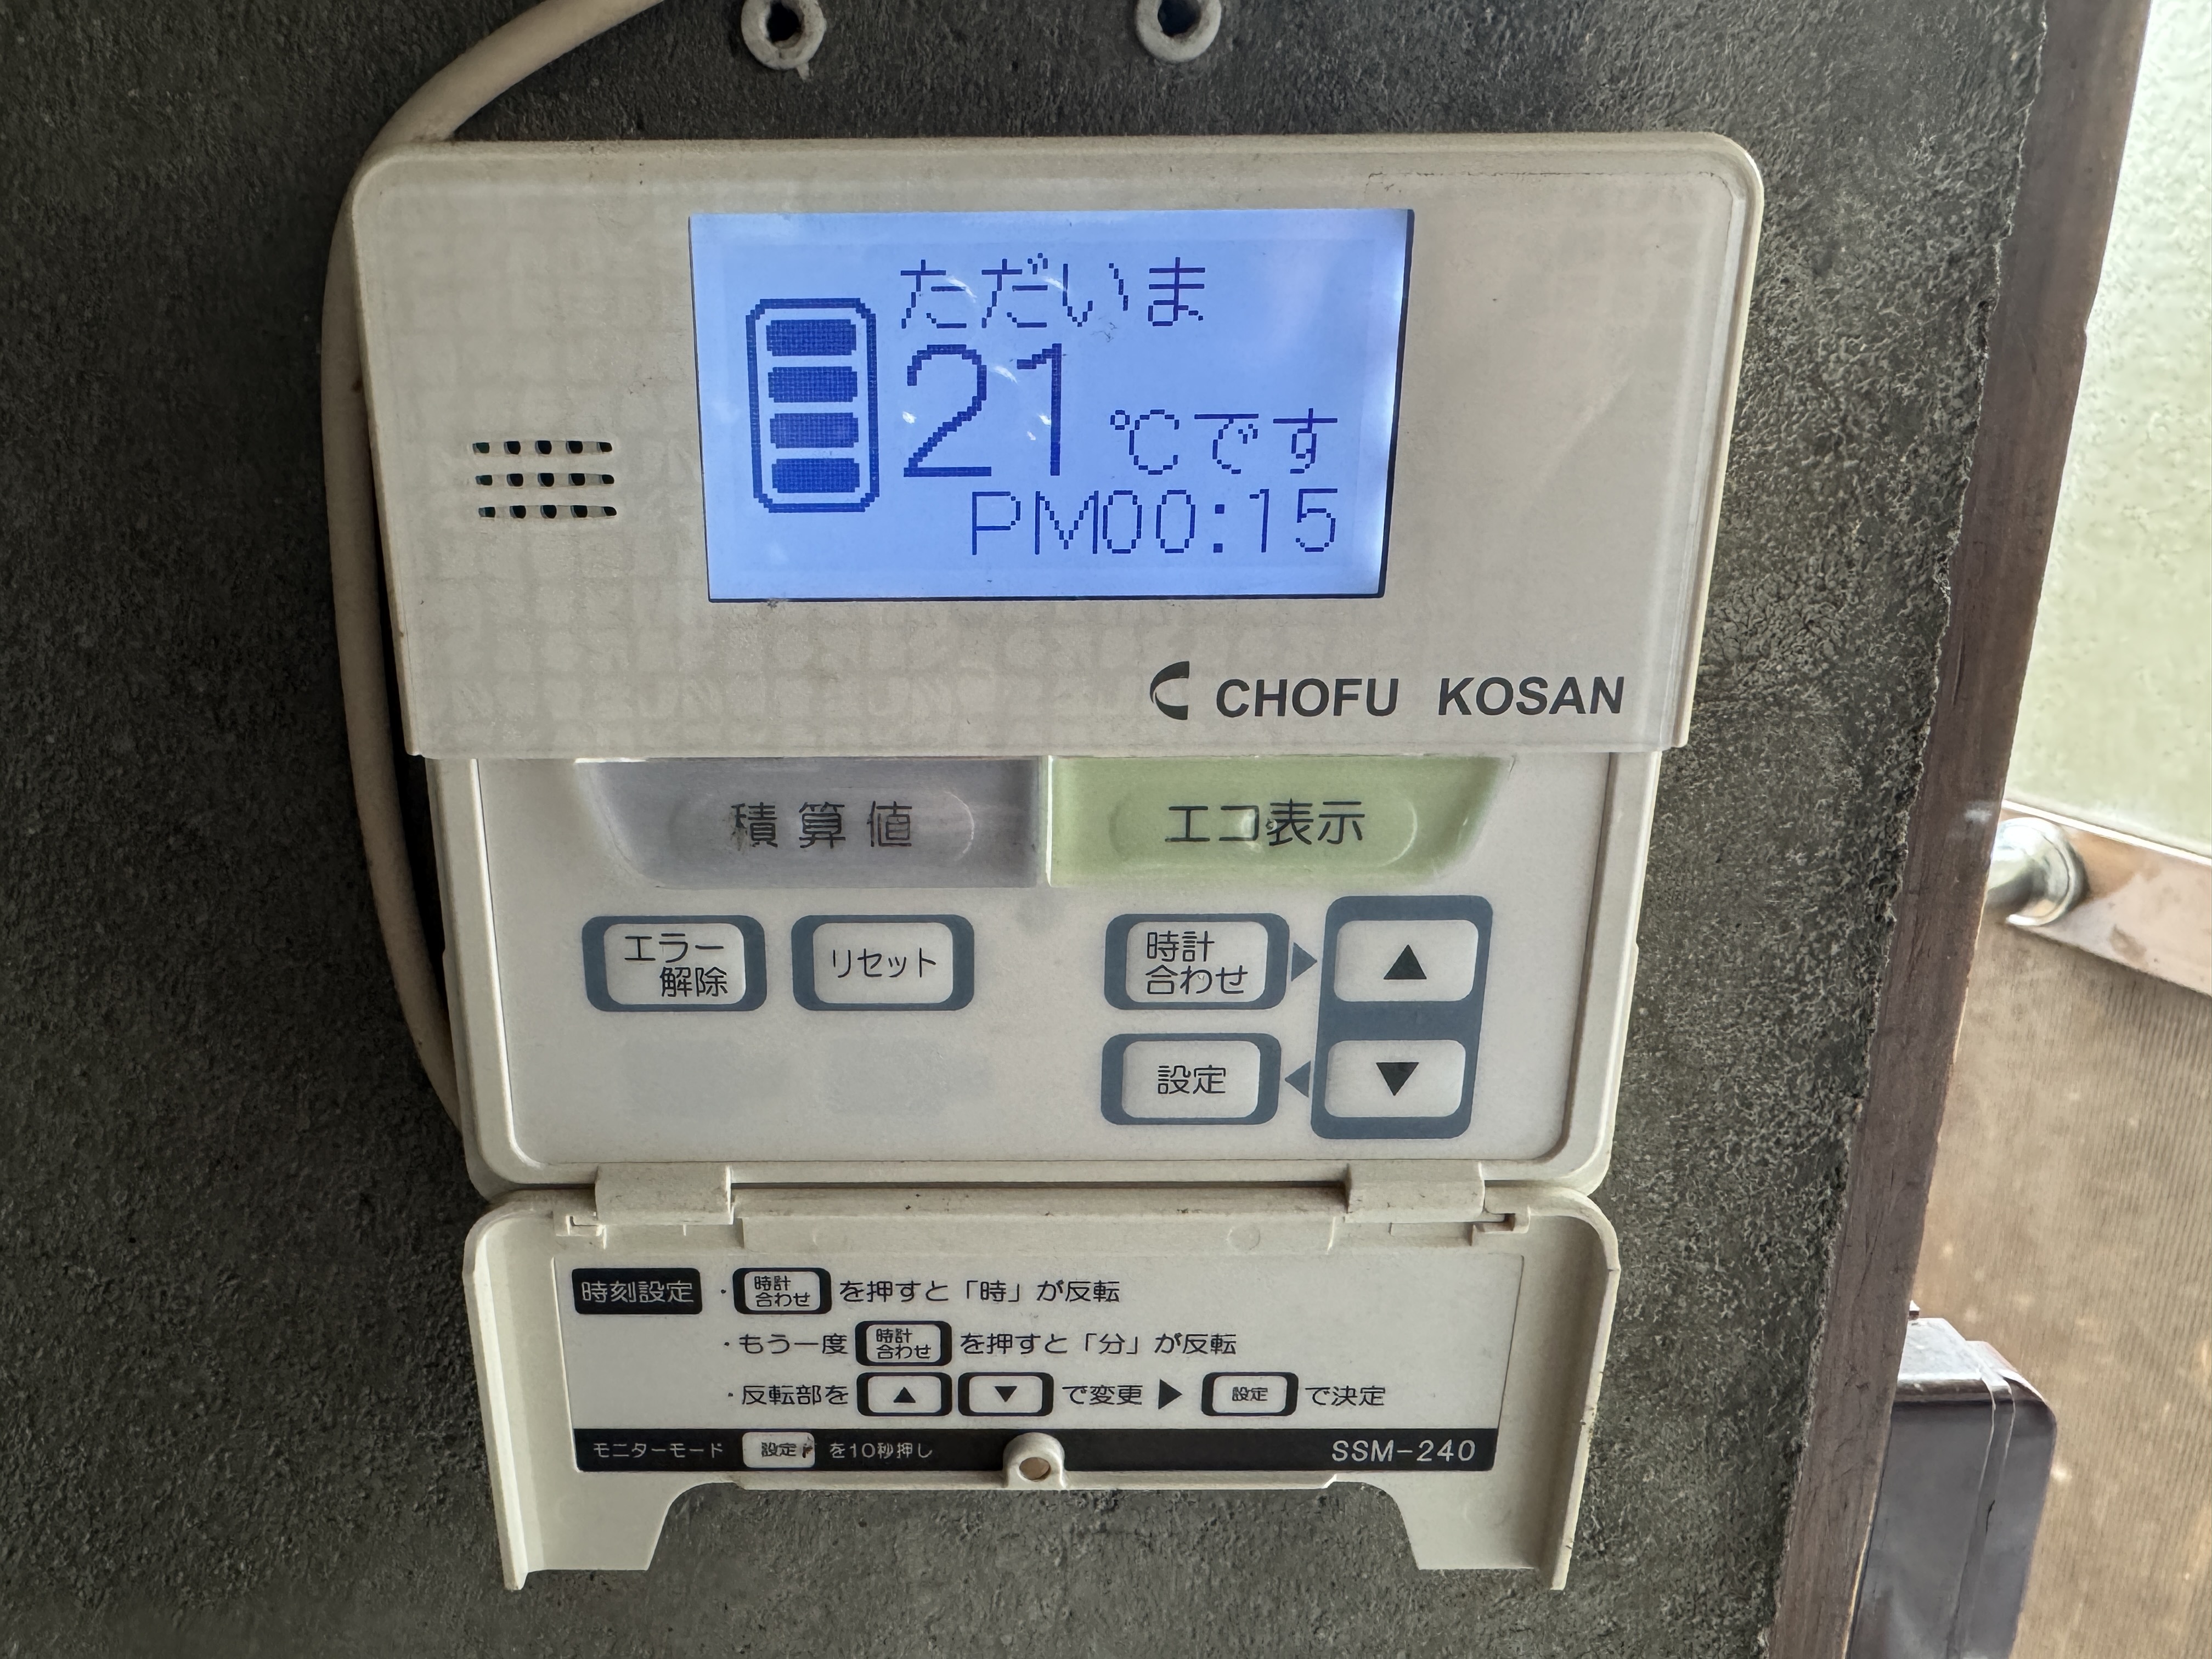 ただいま
21℃です
PM00:15
CHOFU KOSAN
積算値
エコ表示
エラー
解除
リセット
時計
合わせ
▶
▲
設定
◀
▼
時刻設定 ・時計合わせを押すと「時」が反転
・もう一度時計合わせを押すと「分」が反転
・反転部を▲▼で変更▶設定で決定
モニターモード 設定を10秒押し SSM-240